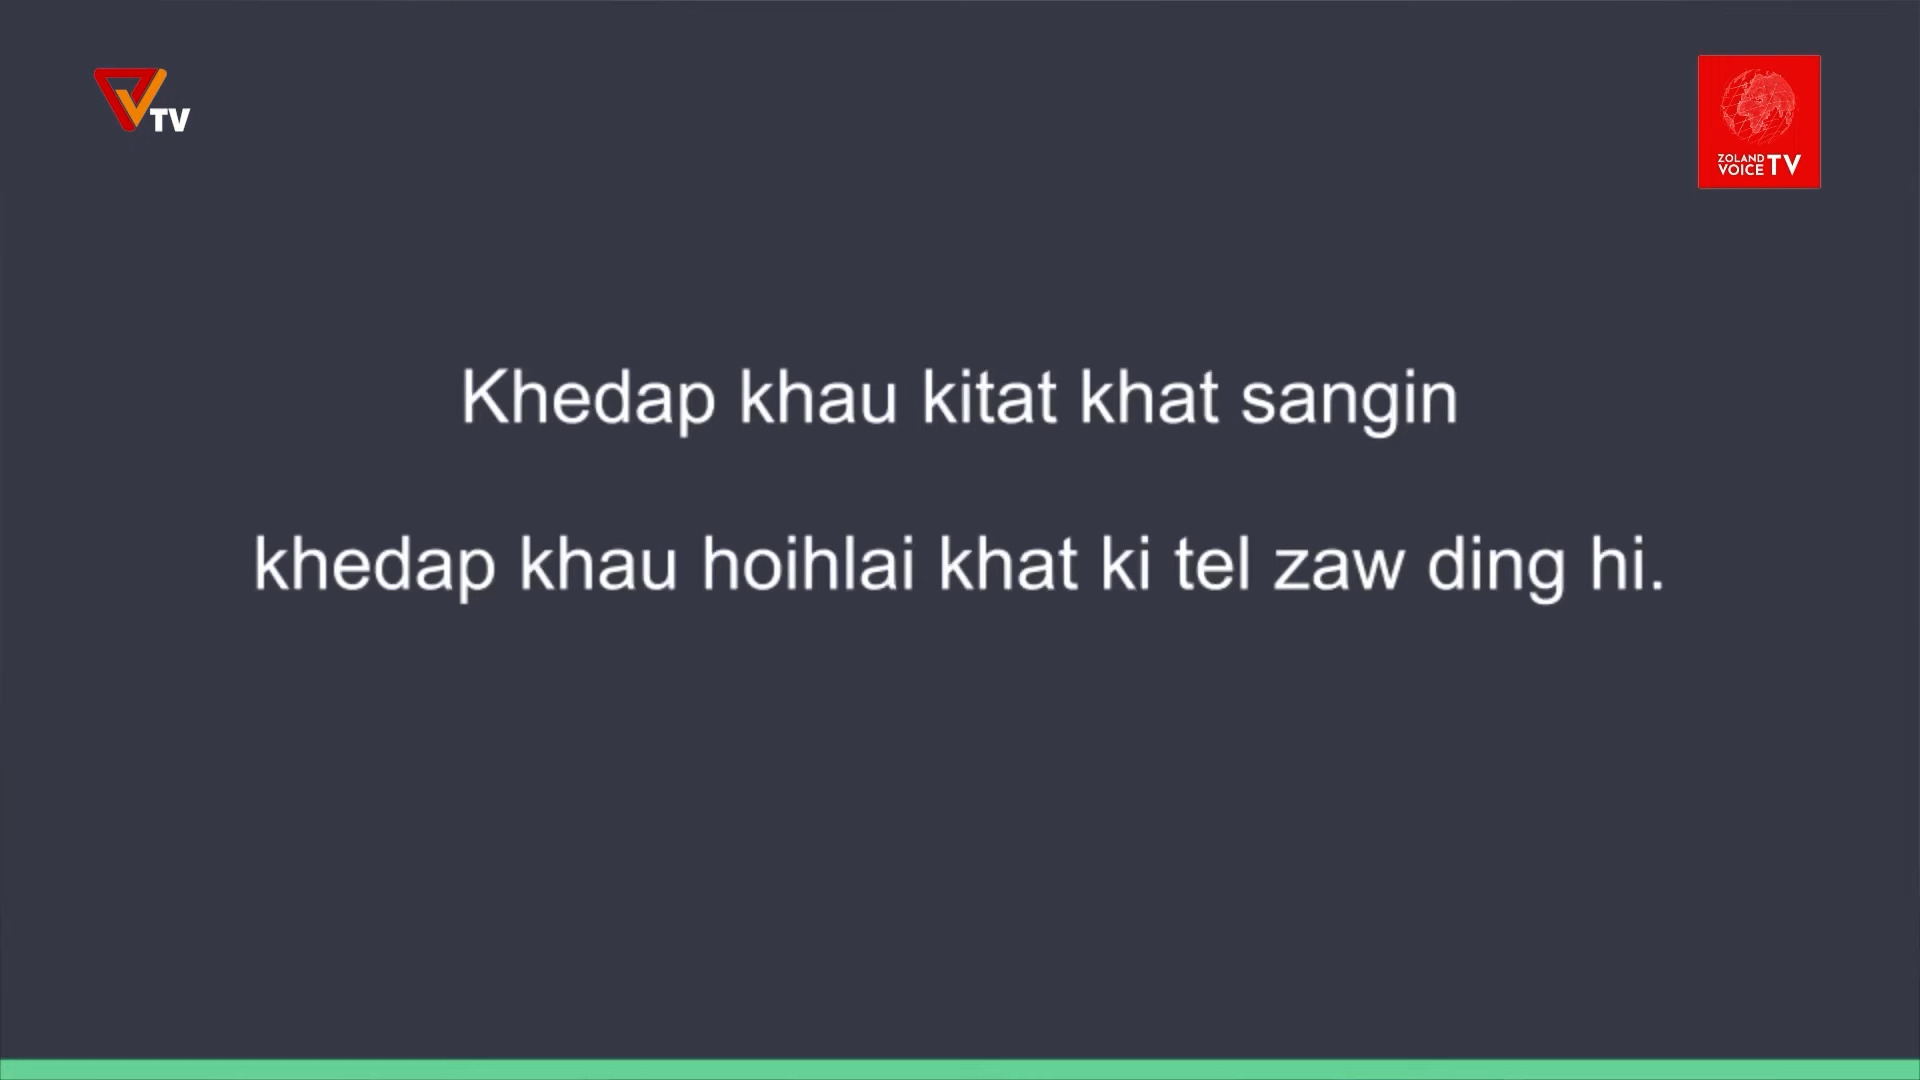 TV
ZOLAND
VOICE TV
Khedap khau kitat khat sangin
khedap khau hoihlai khat ki tel zaw ding hi.